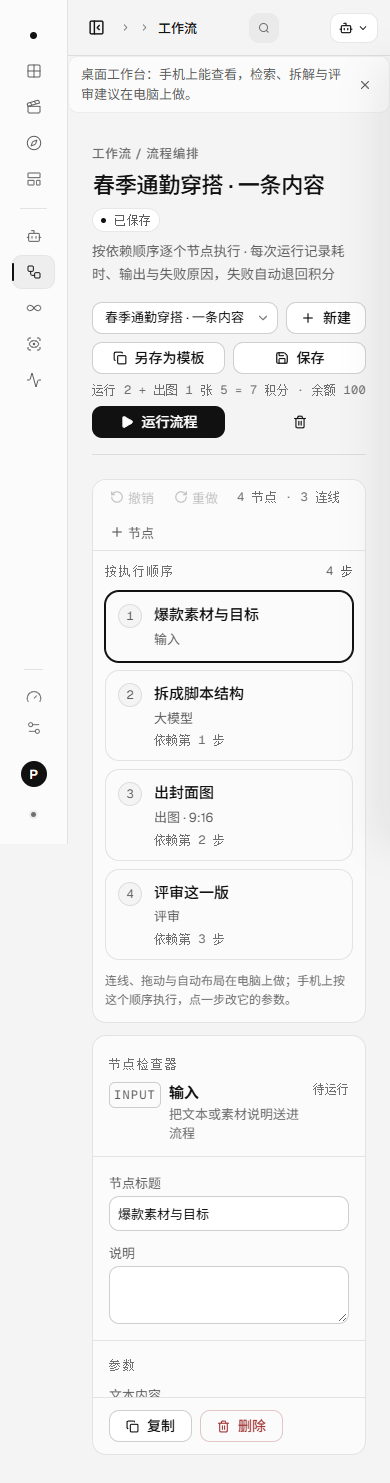 工作流
桌面工作台：手机上能查看，检索、拆解与评
审建议在电脑上做。
工作流 / 流程编排
春季通勤穿搭 · 一条内容
已保存
按依赖顺序逐个节点执行 · 每次运行记录耗
时、输出与失败原因，失败自动退回积分
春季通勤穿搭 · 一条内容
新建
另存为模板
保存
运行 2 + 出图 1 张 5 = 7 积分 · 余额 100
运行流程
撤销
重做
4 节点 · 3 连线
节点
按执行顺序
4 步
1
爆款素材与目标
输入
2
拆成脚本结构
大模型
依赖第 1 步
3
出封面图
出图 · 9:16
依赖第 2 步
4
评审这一版
评审
依赖第 3 步
连线、拖动与自动布局在电脑上做；手机上按
这个顺序执行，点一步改它的参数。
节点检查器
INPUT
输入
待运行
把文本或素材说明送进
流程
节点标题
爆款素材与目标
说明
参数
文本内容
复制
删除
P